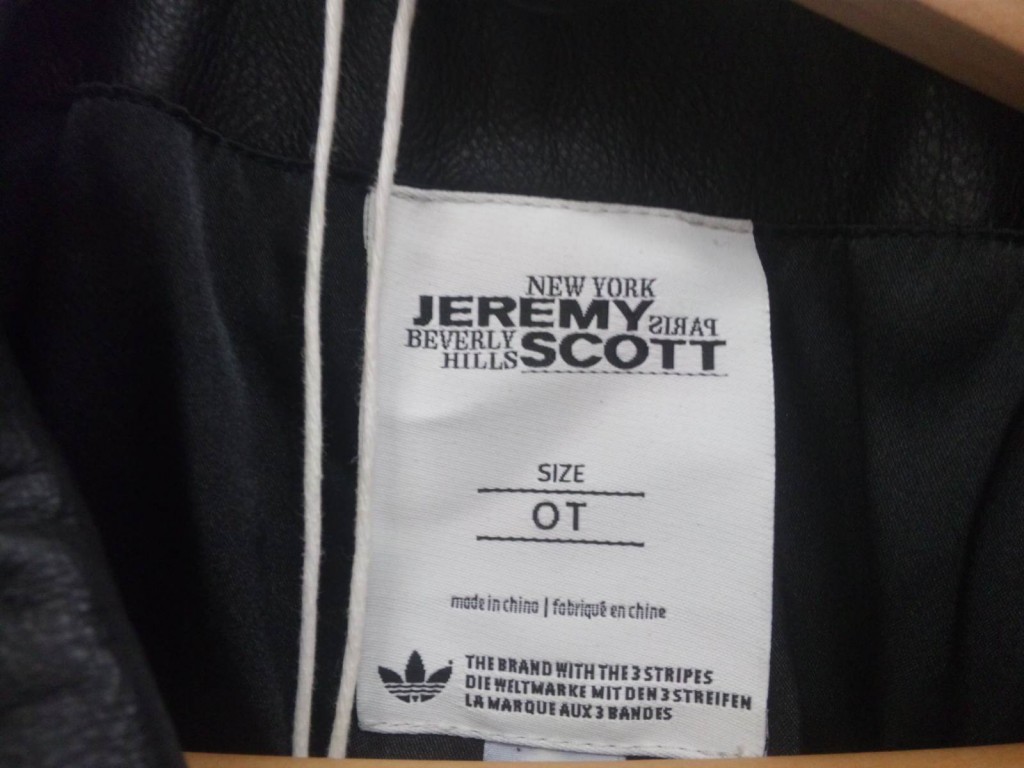 NEW YORK
JEREMY PARIS
BEVERLY
HILLS SCOTT
SIZE
OT
made in china | fabriqué en chine
THE BRAND WITH THE 3 STRIPES
DIE WELTMARKE MIT DEN 3 STREIFEN
LA MARQUE AUX 3 BANDES